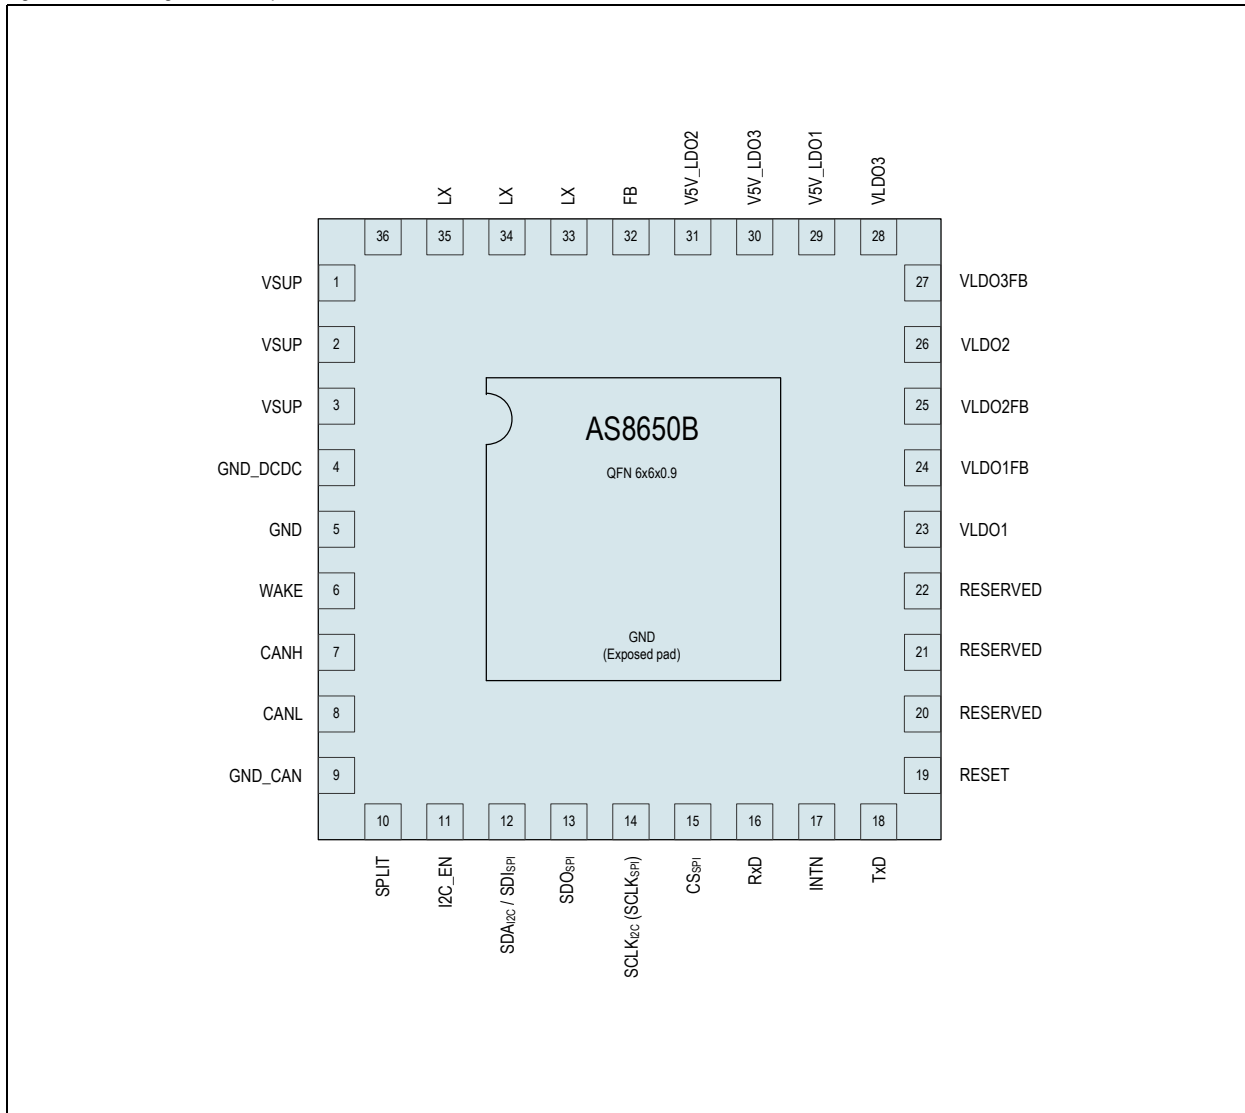 V5V_LDO2
V5V_LDO3
V5V_LDO1
VLDO3
LX
LX
LX
FB
36 35 34 33 32 31 30 29 28
VSUP 1
27 VLDO3FB
VSUP 2
26 VLDO2
VSUP 3
25 VLDO2FB
AS8650B
GND_DCDC 4
QFN 6x6x0.9
24 VLDO1FB
GND 5
23 VLDO1
WAKE 6
22 RESERVED
CANH 7
GND
(Exposed pad)
21 RESERVED
CANL 8
20 RESERVED
GND_CAN 9
19 RESET
10 11 12 13 14 15 16 17 18
SPLIT
I2C_EN
SDAI2C / SDISPI
SDOSPI
SCLKI2C (SCLKSPI)
CSSPI
RxD
INTN
TxD